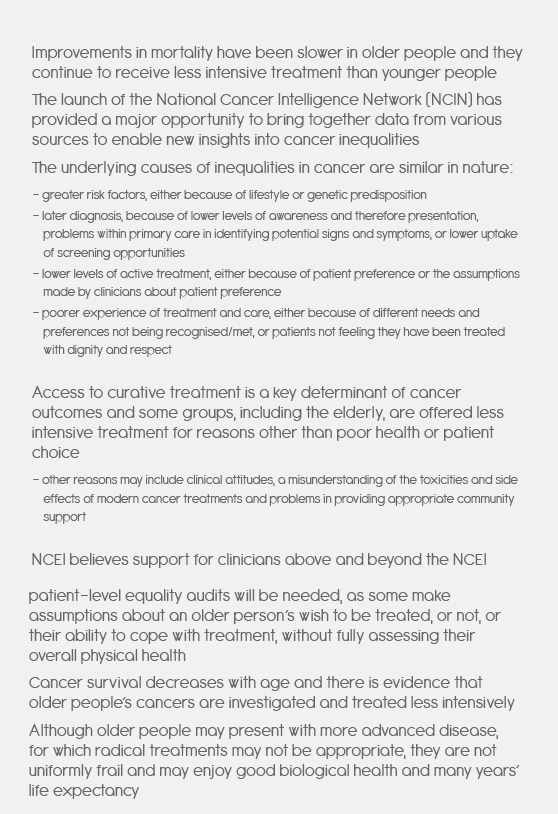 Improvements in mortality have been slower in older people and they
continue to receive less intensive treatment than younger people
The launch of the National Cancer Intelligence Network (NCIN) has
provided a major opportunity to bring together data from various
sources to enable new insights into cancer inequalities
The underlying causes of inequalities in cancer are similar in nature:
– greater risk factors, either because of lifestyle or genetic predisposition
– later diagnosis, because of lower levels of awareness and therefore presentation,
problems within primary care in identifying potential signs and symptoms, or lower uptake
of screening opportunities
– lower levels of active treatment, either because of patient preference or the assumptions
made by clinicians about patient preference
– poorer experience of treatment and care, either because of different needs and
preferences not being recognised/met, or patients not feeling they have been treated
with dignity and respect
Access to curative treatment is a key determinant of cancer
outcomes and some groups, including the elderly, are offered less
intensive treatment for reasons other than poor health or patient
choice
– other reasons may include clinical attitudes, a misunderstanding of the toxicities and side
effects of modern cancer treatments and problems in providing appropriate community
support
NCEI believes support for clinicians above and beyond the NCEI
patient–level equality audits will be needed, as some make
assumptions about an older person's wish to be treated, or not, or
their ability to cope with treatment, without fully assessing their
overall physical health
Cancer survival decreases with age and there is evidence that
older people's cancers are investigated and treated less intensively
Although older people may present with more advanced disease,
for which radical treatments may not be appropriate, they are not
uniformly frail and may enjoy good biological health and many years'
life expectancy